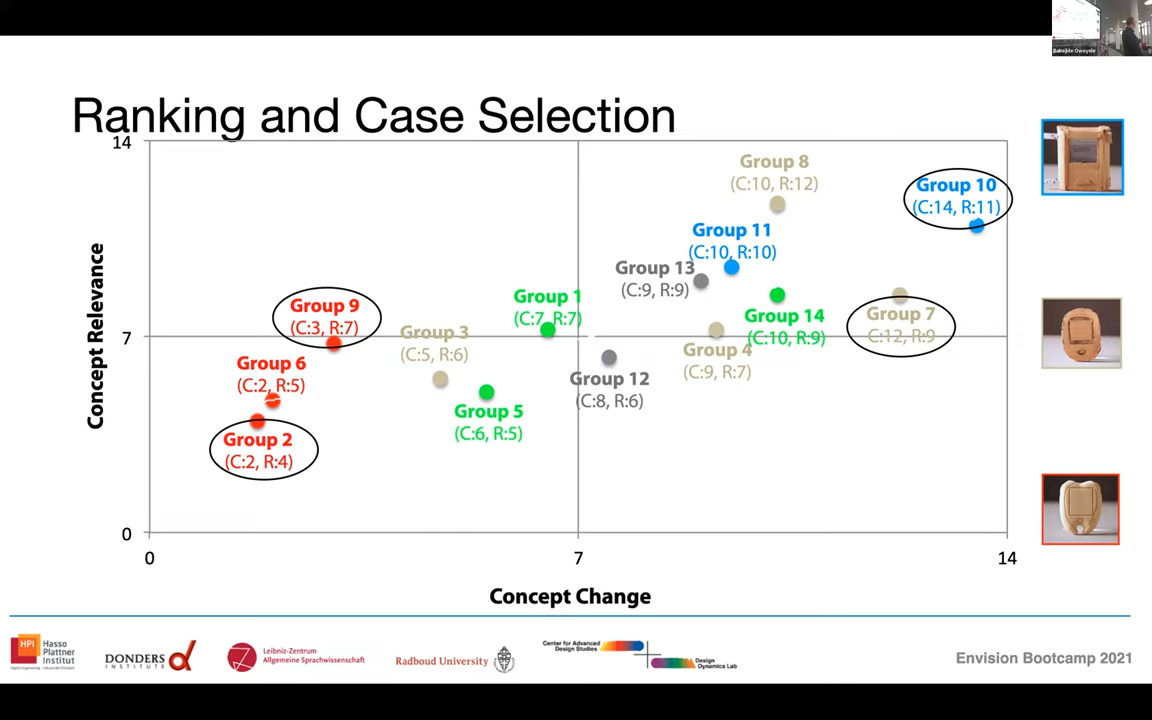 Babajide Owoyele
Ranking and Case Selection
14
Group 8
(C:10, R:12)
Group 10
(C:14, R:11)
Group 11
(C:10, R:10)
Group 13
(C:9, R:9)
Group 1
(C:7, R:7)
Group 9
(C:3, R:7)
Group 14
(C:10, R:9)
Group 7
C:12, R:9
Group 3
(C:5, R:6)
7
Group 4
(C:9, R:7)
Group 6
(C:2, R:5)
Group 12
(C:8, R:6)
Group 5
(C:6, R:5)
Group 2
(C:2, R:4)
Concept Relevance
0
0
7
14
Concept Change
HPI
Hasso
Plattner
Institut
DONDERS
INSTITUTE
Leibniz-Zentrum
Allgemeine Sprachwissenschaft
Radboud University
Center for Advanced
Design Studies
Design
Dynamics Lab
Envision Bootcamp 2021